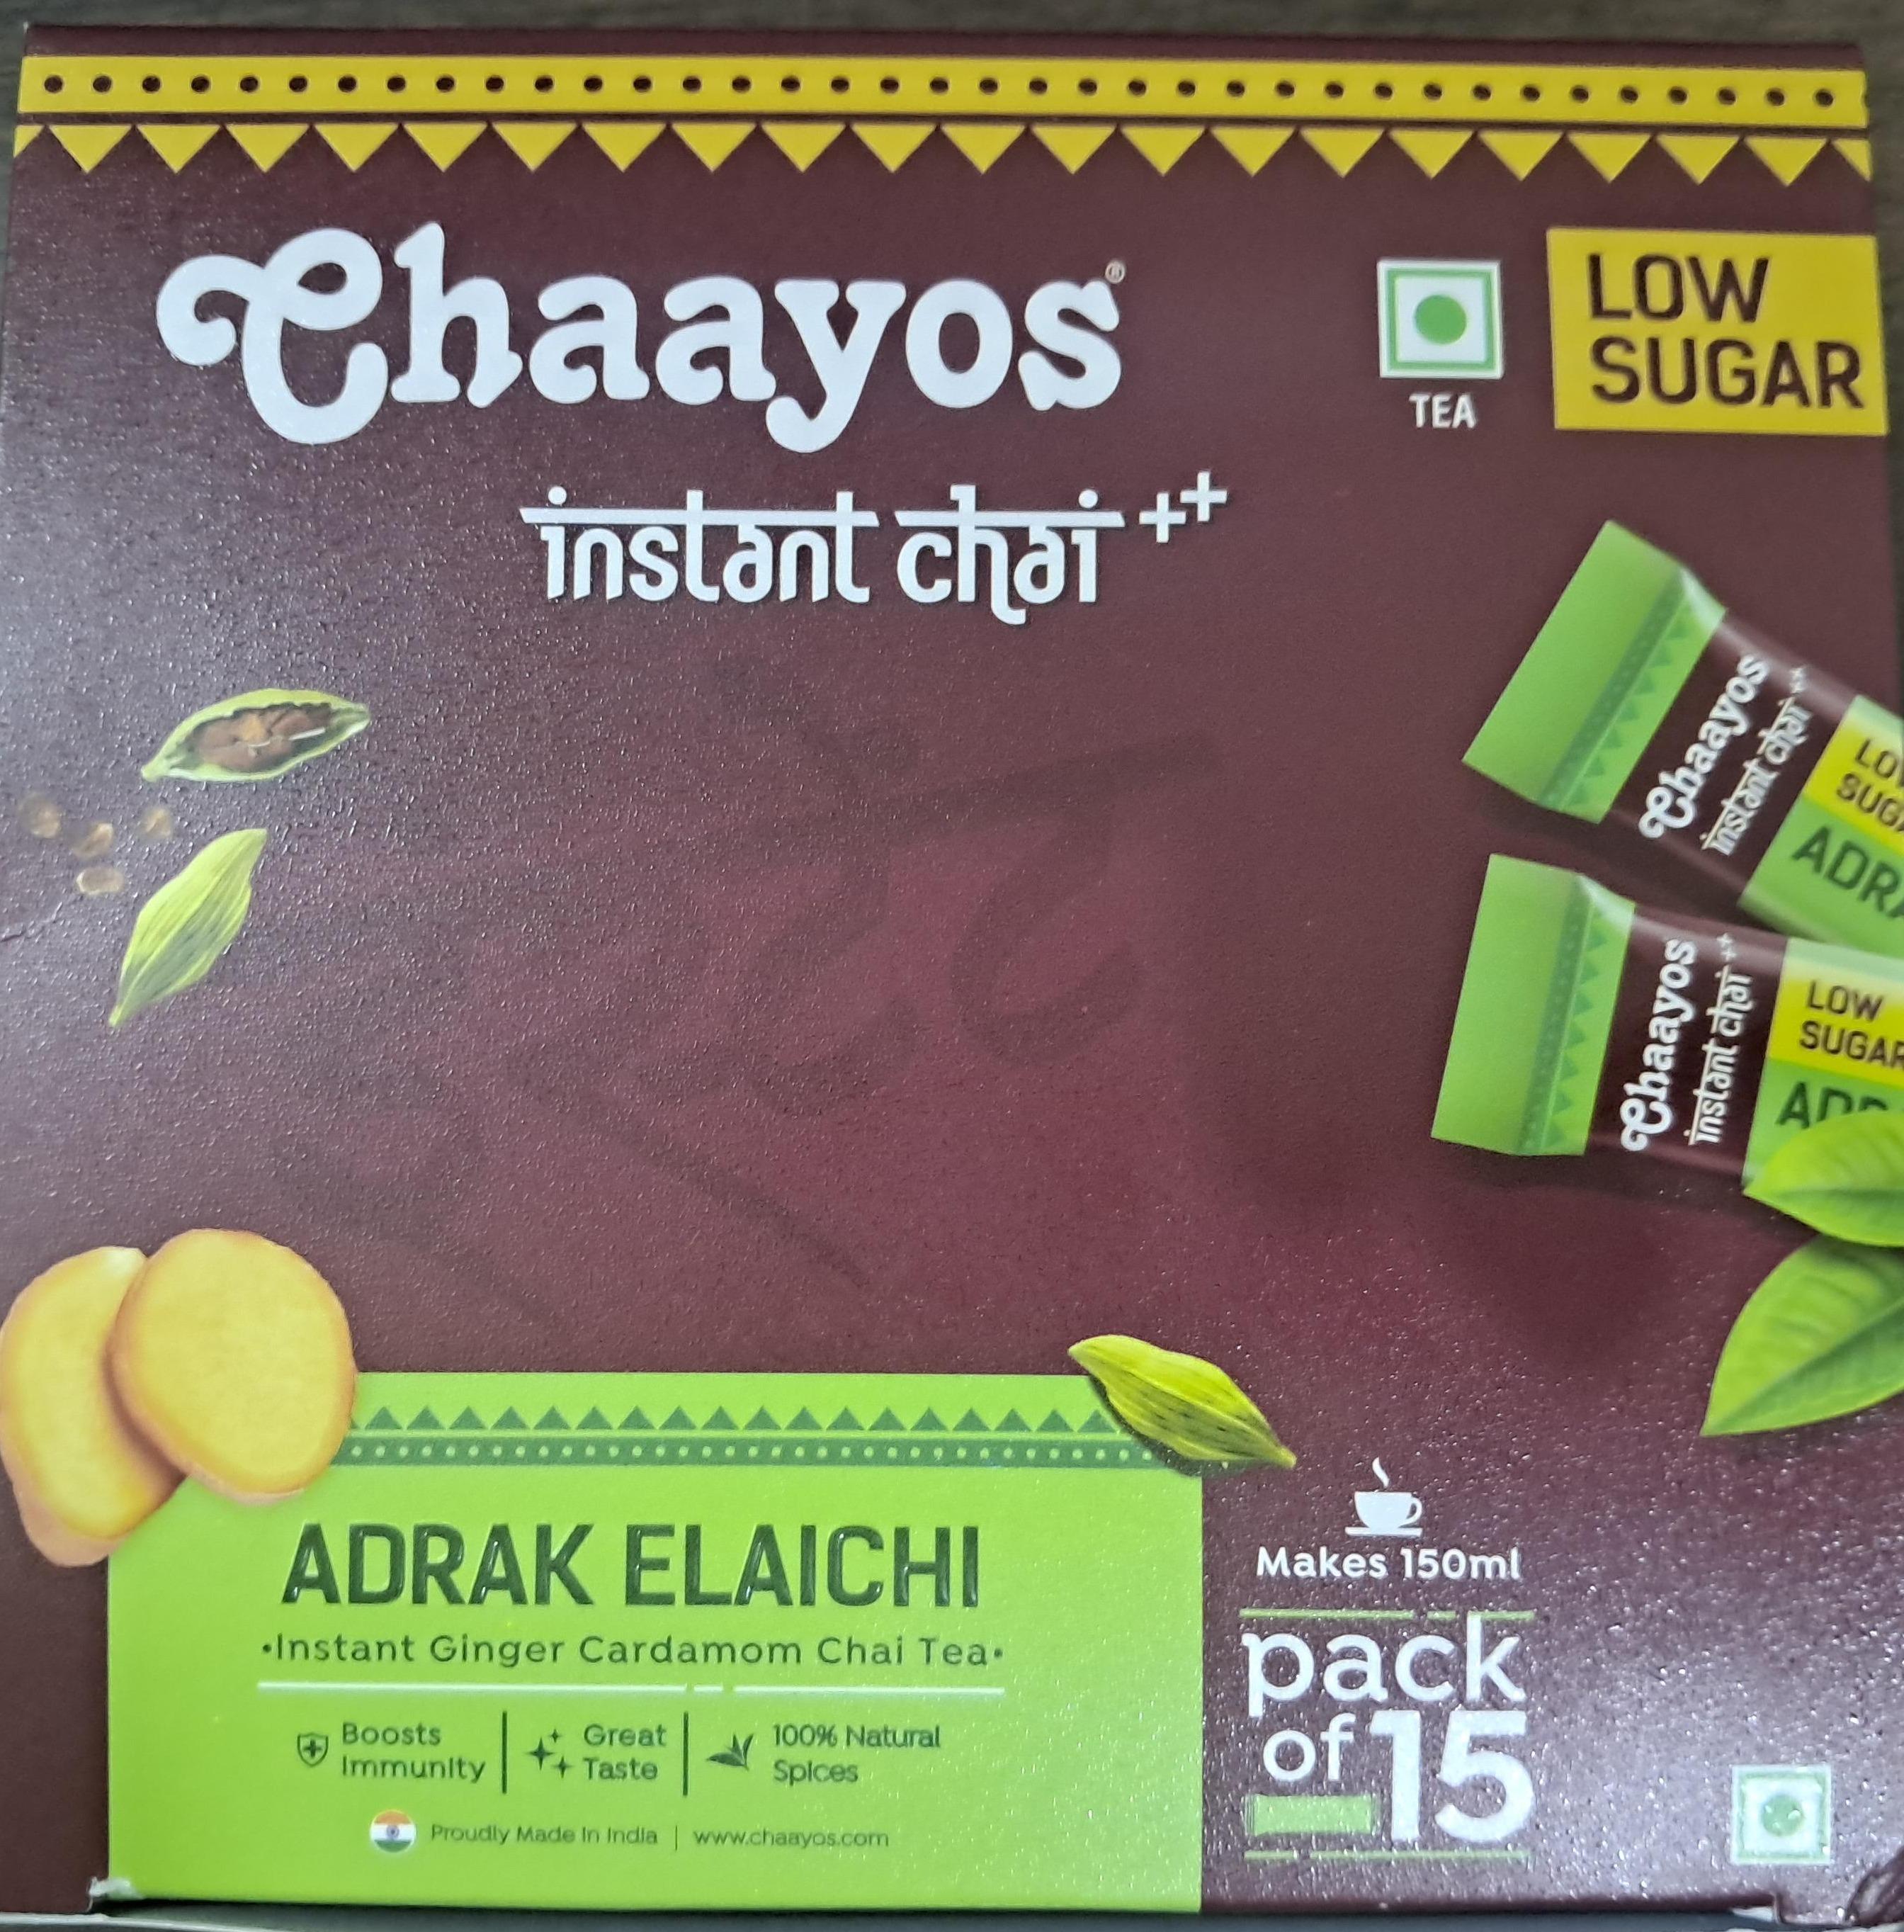 Chaayos®
instant chai++
TEA
LOW
SUGAR
Chaayos
instant chai++
LOW
Chaayos
instant chai++
LOW
SUGAR
ADRAK ELAICHI
•Instant Ginger Cardamom Chai Tea•
Boosts
Immunity
Great
Taste
100% Natural
Spices
Proudly Made In India | www.chaayos.com
Makes 150ml
pack
of 15